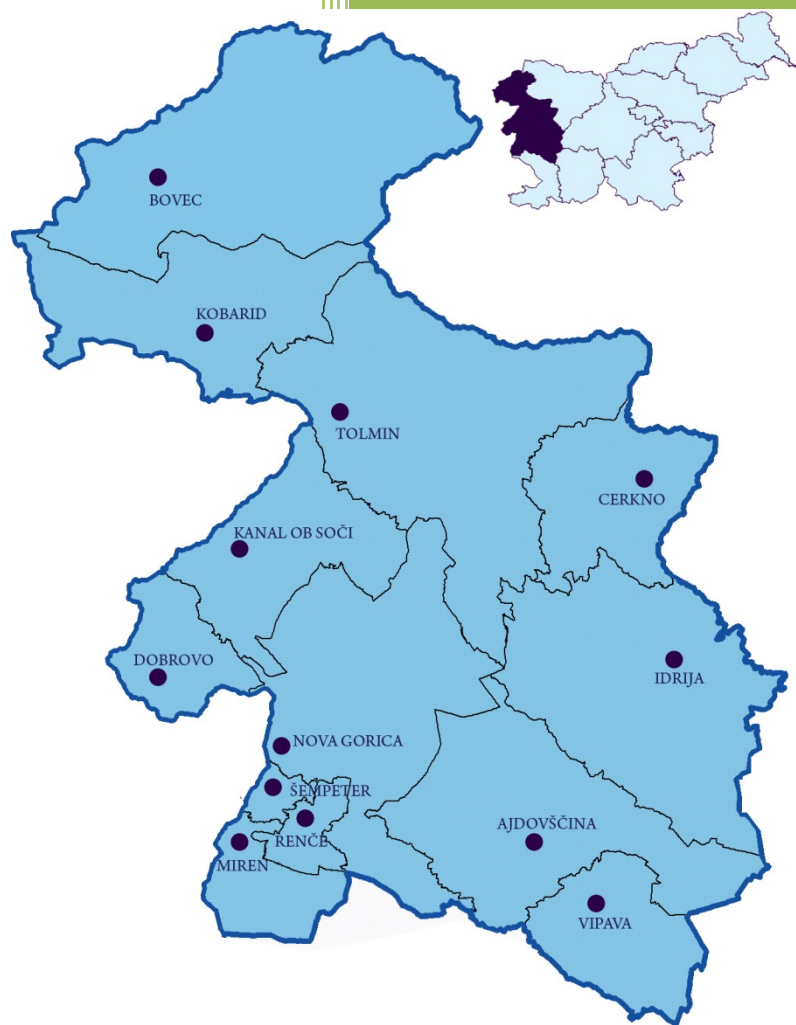 BOVEC
KOBARID
TOLMIN
CERKNO
KANAL OB SOČI
DOBROVO
IDRIJA
NOVA GORICA
ŠEMPETER
AJDOVŠČINA
RENČE
MIREN
VIPAVA